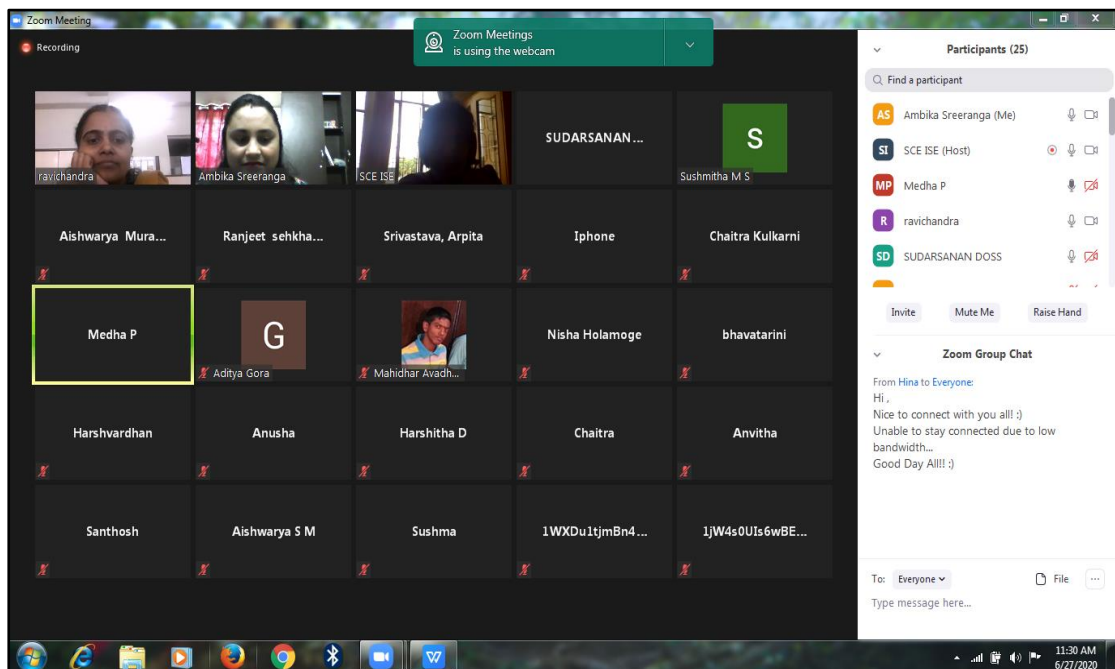 Zoom Meeting
Recording
Zoom Meetings
is using the webcam
ravichandra
Ambika Sreeranga
SCE ISE
SUDARSANAN ...
S
Sushmitha M S
Aishwarya Mura...
Ranjeet sehkha...
Srivastava, Arpita
Iphone
Chaitra Kulkarni
Medha P
G
Aditya Gora
Mahidhar Avadh...
Nisha Holamoge
bhavatarini
Harshvardhan
Anusha
Harshitha D
Chaitra
Anvitha
Santhosh
Aishwarya S M
Sushma
1WXDu1tjmBn4...
1jW4s0UIs6wBE...
Participants (25)
Find a participant
AS Ambika Sreeranga (Me)
SI SCE ISE (Host)
MP Medha P
R ravichandra
SD SUDARSANAN DOSS
Invite Mute Me Raise Hand
Zoom Group Chat
From Hina to Everyone:
Hi ,
Nice to connect with you all! :)
Unable to stay connected due to low
bandwidth...
Good Day All!! :)
To: Everyone File ...
Type message here...
11:30 AM
6/27/2020